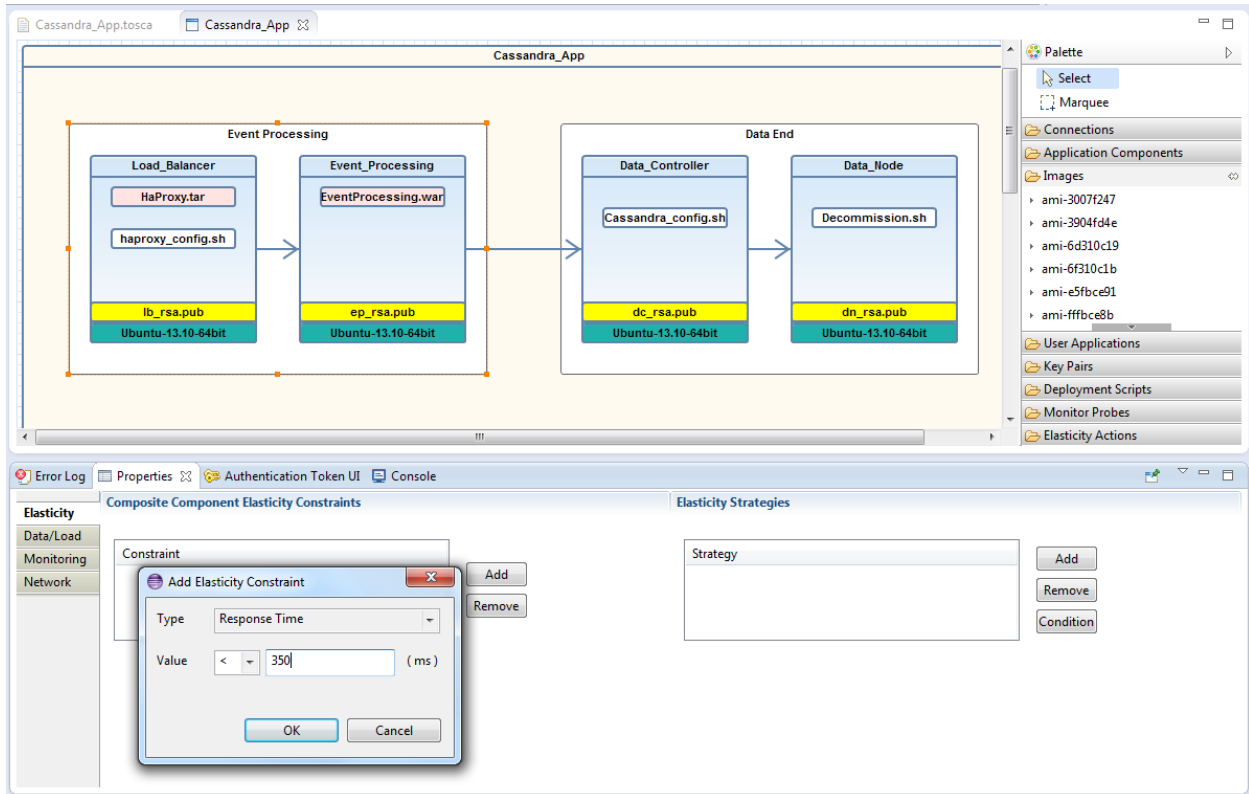 Cassandra_App.tosca
Cassandra_App
Cassandra_App
Event Processing
Load_Balancer
HaProxy.tar
haproxy_config.sh
lb_rsa.pub
Ubuntu-13.10-64bit
Event_Processing
EventProcessing.war
ep_rsa.pub
Ubuntu-13.10-64bit
Data End
Data_Controller
Cassandra_config.sh
dc_rsa.pub
Ubuntu-13.10-64bit
Data_Node
Decommission.sh
dn_rsa.pub
Ubuntu-13.10-64bit
Palette
Select
Marquee
Connections
Application Components
Images
ami-3007f247
ami-3904fd4e
ami-6d310c19
ami-6f310c1b
ami-e5fbce91
ami-fffbce8b
User Applications
Key Pairs
Deployment Scripts
Monitor Probes
Elasticity Actions
Error Log
Properties
Authentication Token UI
Console
Elasticity
Data/Load
Monitoring
Network
Composite Component Elasticity Constraints
Constraint
Add
Remove
Add Elasticity Constraint
Type
Response Time
Value
<
350
( ms )
OK
Cancel
Elasticity Strategies
Strategy
Add
Remove
Condition